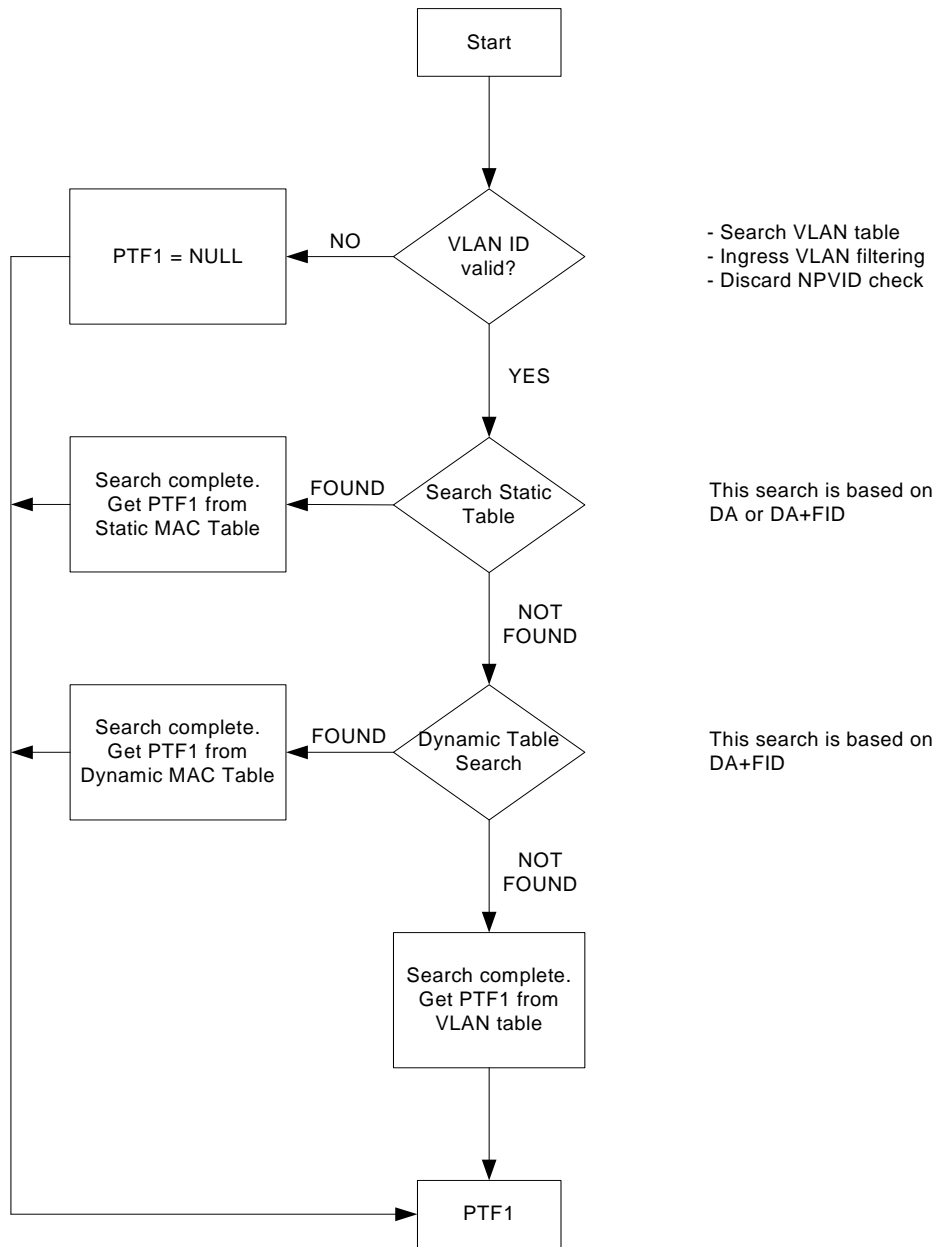 Start
NO
PTF1 = NULL
VLAN ID
valid?
- Search VLAN table
- Ingress VLAN filtering
- Discard NPVID check
YES
Search complete.
Get PTF1 from
Static MAC Table
FOUND
Search Static
Table
This search is based on
DA or DA+FID
NOT
FOUND
Search complete.
Get PTF1 from
Dynamic MAC Table
FOUND
Dynamic Table
Search
This search is based on
DA+FID
NOT
FOUND
Search complete.
Get PTF1 from
VLAN table
PTF1